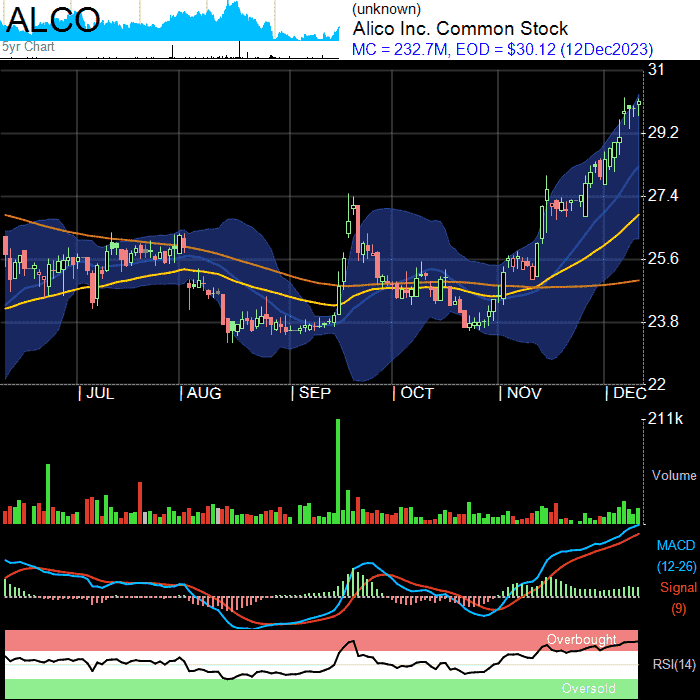 ALCO
5yr Chart
(unknown)
Alico Inc. Common Stock
MC = 232.7M, EOD = $30.12 (12Dec2023)
31
29.2
27.4
25.6
23.8
22
JUL AUG SEP OCT NOV DEC
211k
Volume
MACD
(12-26)
Signal
(9)
Overbought
RSI(14)
Oversold